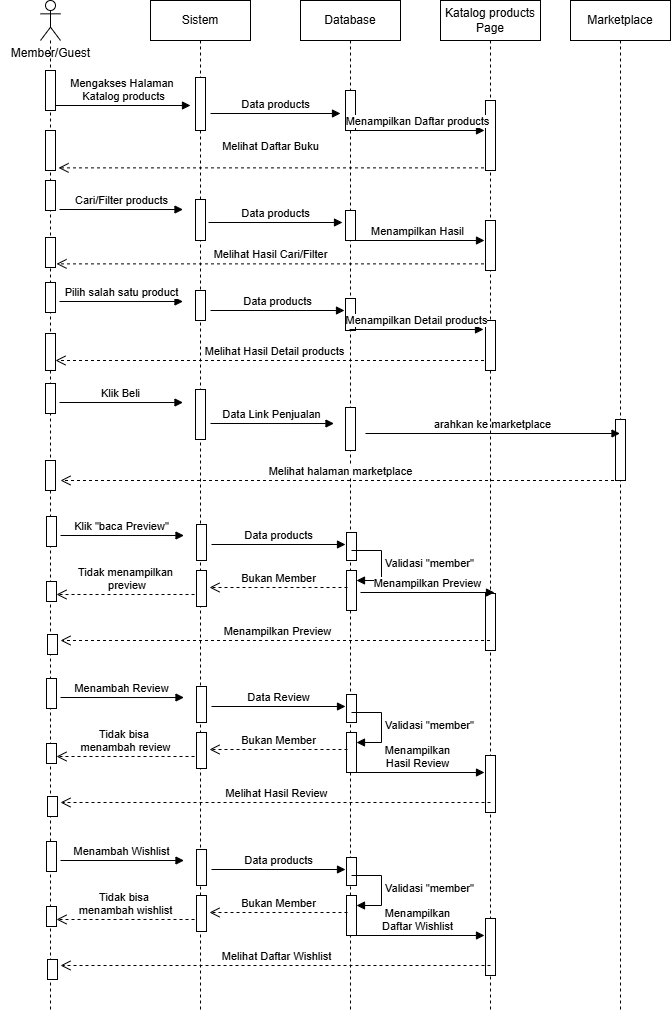 Member/Guest
Sistem
Database
Katalog products
Page
Marketplace
Mengakses Halaman
Katalog products
Data products
Menampilkan Daftar products
Melihat Daftar Buku
Cari/Filter products
Data products
Menampilkan Hasil
Melihat Hasil Cari/Filter
Pilih salah satu product
Data products
Menampilkan Detail products
Melihat Hasil Detail products
Klik Beli
Data Link Penjualan
arahkan ke marketplace
Melihat halaman marketplace
Klik "baca Preview"
Data products
Validasi "member"
Tidak menampilkan
preview
Bukan Member
Menampilkan Preview
Menampilkan Preview
Menambah Review
Data Review
Validasi "member"
Tidak bisa
menambah review
Bukan Member
Menampilkan
Hasil Review
Melihat Hasil Review
Menambah Wishlist
Data products
Validasi "member"
Tidak bisa
menambah wishlist
Bukan Member
Menampilkan
Daftar Wishlist
Melihat Daftar Wishlist